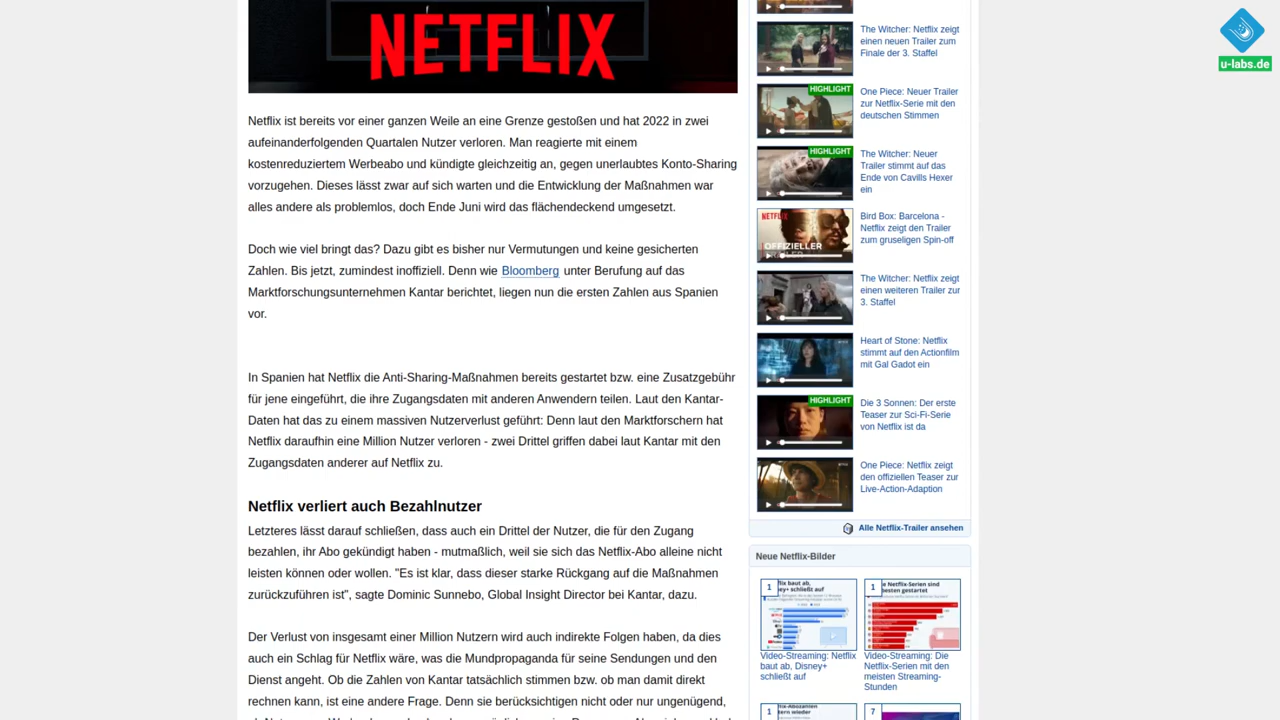 NETFLIX
Netflix ist bereits vor einer ganzen Weile an eine Grenze gestoßen und hat 2022 in zwei
aufeinanderfolgenden Quartalen Nutzer verloren. Man reagierte mit einem
kostenreduziertem Werbeabo und kündigte gleichzeitig an, gegen unerlaubtes Konto-Sharing
vorzugehen. Dieses lässt zwar auf sich warten und die Entwicklung der Maßnahmen war
alles andere als problemlos, doch Ende Juni wird das flächendeckend umgesetzt.
Doch wie viel bringt das? Dazu gibt es bisher nur Vermutungen und keine gesicherten
Zahlen. Bis jetzt, zumindest inoffiziell. Denn wie Bloomberg unter Berufung auf das
Marktforschungsunternehmen Kantar berichtet, liegen nun die ersten Zahlen aus Spanien
vor.
In Spanien hat Netflix die Anti-Sharing-Maßnahmen bereits gestartet bzw. eine Zusatzgebühr
für jene eingeführt, die ihre Zugangsdaten mit anderen Anwendern teilen. Laut den Kantar-
Daten hat das zu einem massiven Nutzerverlust geführt: Denn laut den Marktforschern hat
Netflix daraufhin eine Million Nutzer verloren - zwei Drittel griffen dabei laut Kantar mit den
Zugangsdaten anderer auf Netflix zu.
Netflix verliert auch Bezahlnutzer
Letzteres lässt darauf schließen, dass auch ein Drittel der Nutzer, die für den Zugang
bezahlen, ihr Abo gekündigt haben - mutmaßlich, weil sie sich das Netflix-Abo alleine nicht
leisten können oder wollen. "Es ist klar, dass dieser starke Rückgang auf die Maßnahmen
zurückzuführen ist", sagte Dominic Sunnebo, Global Insight Director bei Kantar, dazu.
Der Verlust von insgesamt einer Million Nutzern wird auch indirekte Folgen haben, da dies
auch ein Schlag für Netflix wäre, was die Mundpropaganda für seine Sendungen und den
Dienst angeht. Ob die Zahlen von Kantar tatsächlich stimmen bzw. ob man damit direkt
rechnen kann, ist eine andere Frage. Denn sie berücksichtigen nicht oder nur ungenügend,
The Witcher: Netflix zeigt
einen neuen Trailer zum
Finale der 3. Staffel
HIGHLIGHT
One Piece: Neuer Trailer
zur Netflix-Serie mit den
deutschen Stimmen
HIGHLIGHT
The Witcher: Neuer
Trailer stimmt auf das
Ende von Cavills Hexer
ein
NETFLIX
OFFIZIELLER
TRAILER
Bird Box: Barcelona -
Netflix zeigt den Trailer
zum gruseligen Spin-off
The Witcher: Netflix zeigt
einen weiteren Trailer zur
3. Staffel
Heart of Stone: Netflix
stimmt auf den Actionfilm
mit Gal Gadot ein
HIGHLIGHT
Die 3 Sonnen: Der erste
Teaser zur Sci-Fi-Serie
von Netflix ist da
One Piece: Netflix zeigt
den offiziellen Teaser zur
Live-Action-Adaption
Alle Netflix-Trailer ansehen
Neue Netflix-Bilder
1
flix baut ab,
ey+ schließt auf
Video-Streaming: Netflix
baut ab, Disney+
schließt auf
1
e Netflix-Serien sind
besten gestartet
Video-Streaming: Die
Netflix-Serien mit den
meisten Streaming-
Stunden
1
7
u-labs.de